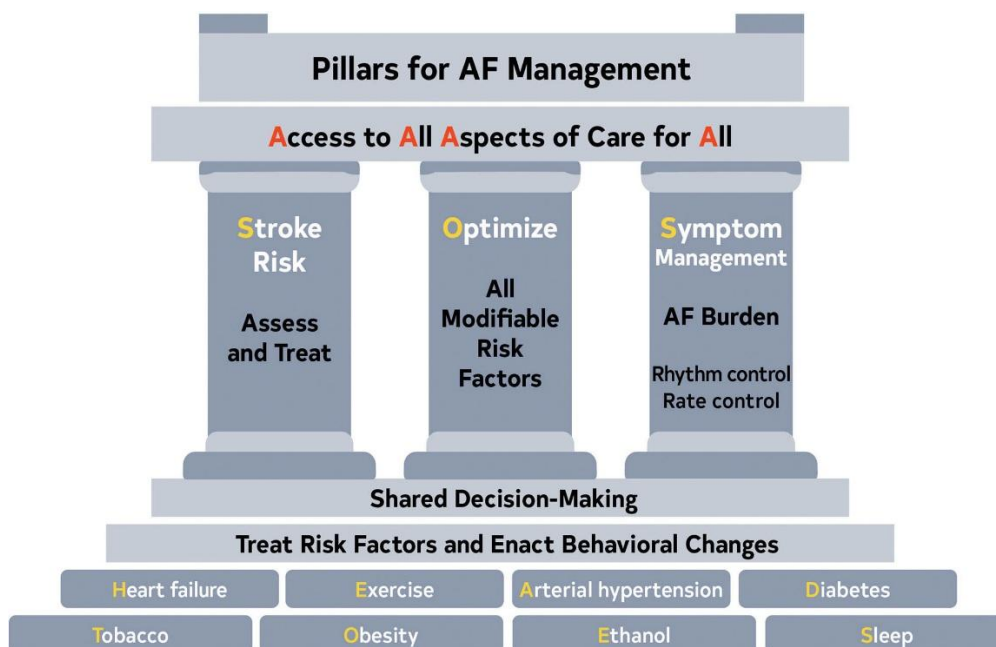 Pillars for AF Management
Access to All Aspects of Care for All
Stroke
Risk
Assess
and Treat
Optimize
All
Modifiable
Risk
Factors
Symptom
Management
AF Burden
Rhythm control
Rate control
Shared Decision-Making
Treat Risk Factors and Enact Behavioral Changes
Heart failure
Exercise
Arterial hypertension
Diabetes
Tobacco
Obesity
Ethanol
Sleep